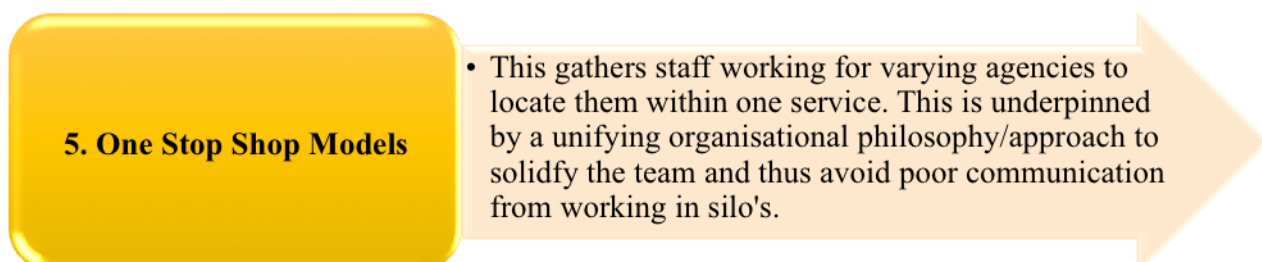 5. One Stop Shop Models
• This gathers staff working for varying agencies to
locate them within one service. This is underpinned
by a unifying organisational philosophy/approach to
solidfy the team and thus avoid poor communication
from working in silo's.